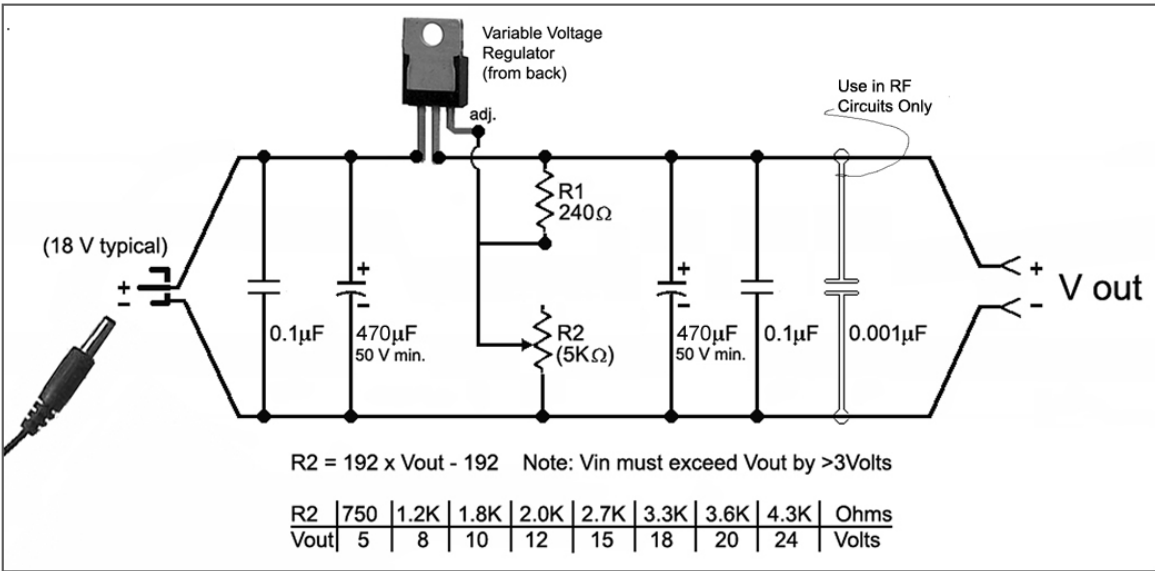 Variable Voltage
Regulator
(from back)
adj.
Use in RF
Circuits Only
R1
240Ω
(18 V typical)
+
−
+
−
0.1µF
470µF
50 V min.
R2
(5KΩ)
+
−
470µF
50 V min.
0.1µF
0.001µF
+
−
V out
R2 = 192 x Vout - 192 Note: Vin must exceed Vout by >3Volts
R2 | 750 | 1.2K | 1.8K | 2.0K | 2.7K | 3.3K | 3.6K | 4.3K | Ohms
Vout | 5 | 8 | 10 | 12 | 15 | 18 | 20 | 24 | Volts